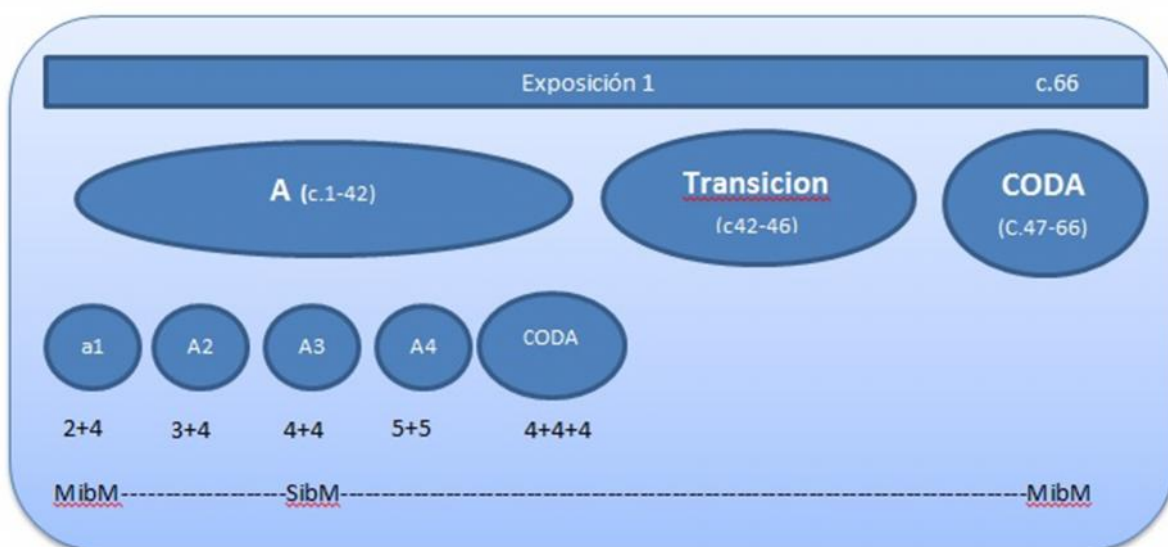 Exposición 1 c.66
A (c.1-42)
Transicion
(c42-46)
CODA
(C.47-66)
a1 A2 A3 A4 CODA
2+4 3+4 4+4 5+5 4+4+4
MibM------------------SibM---------------------------------------------------------------------------MibM